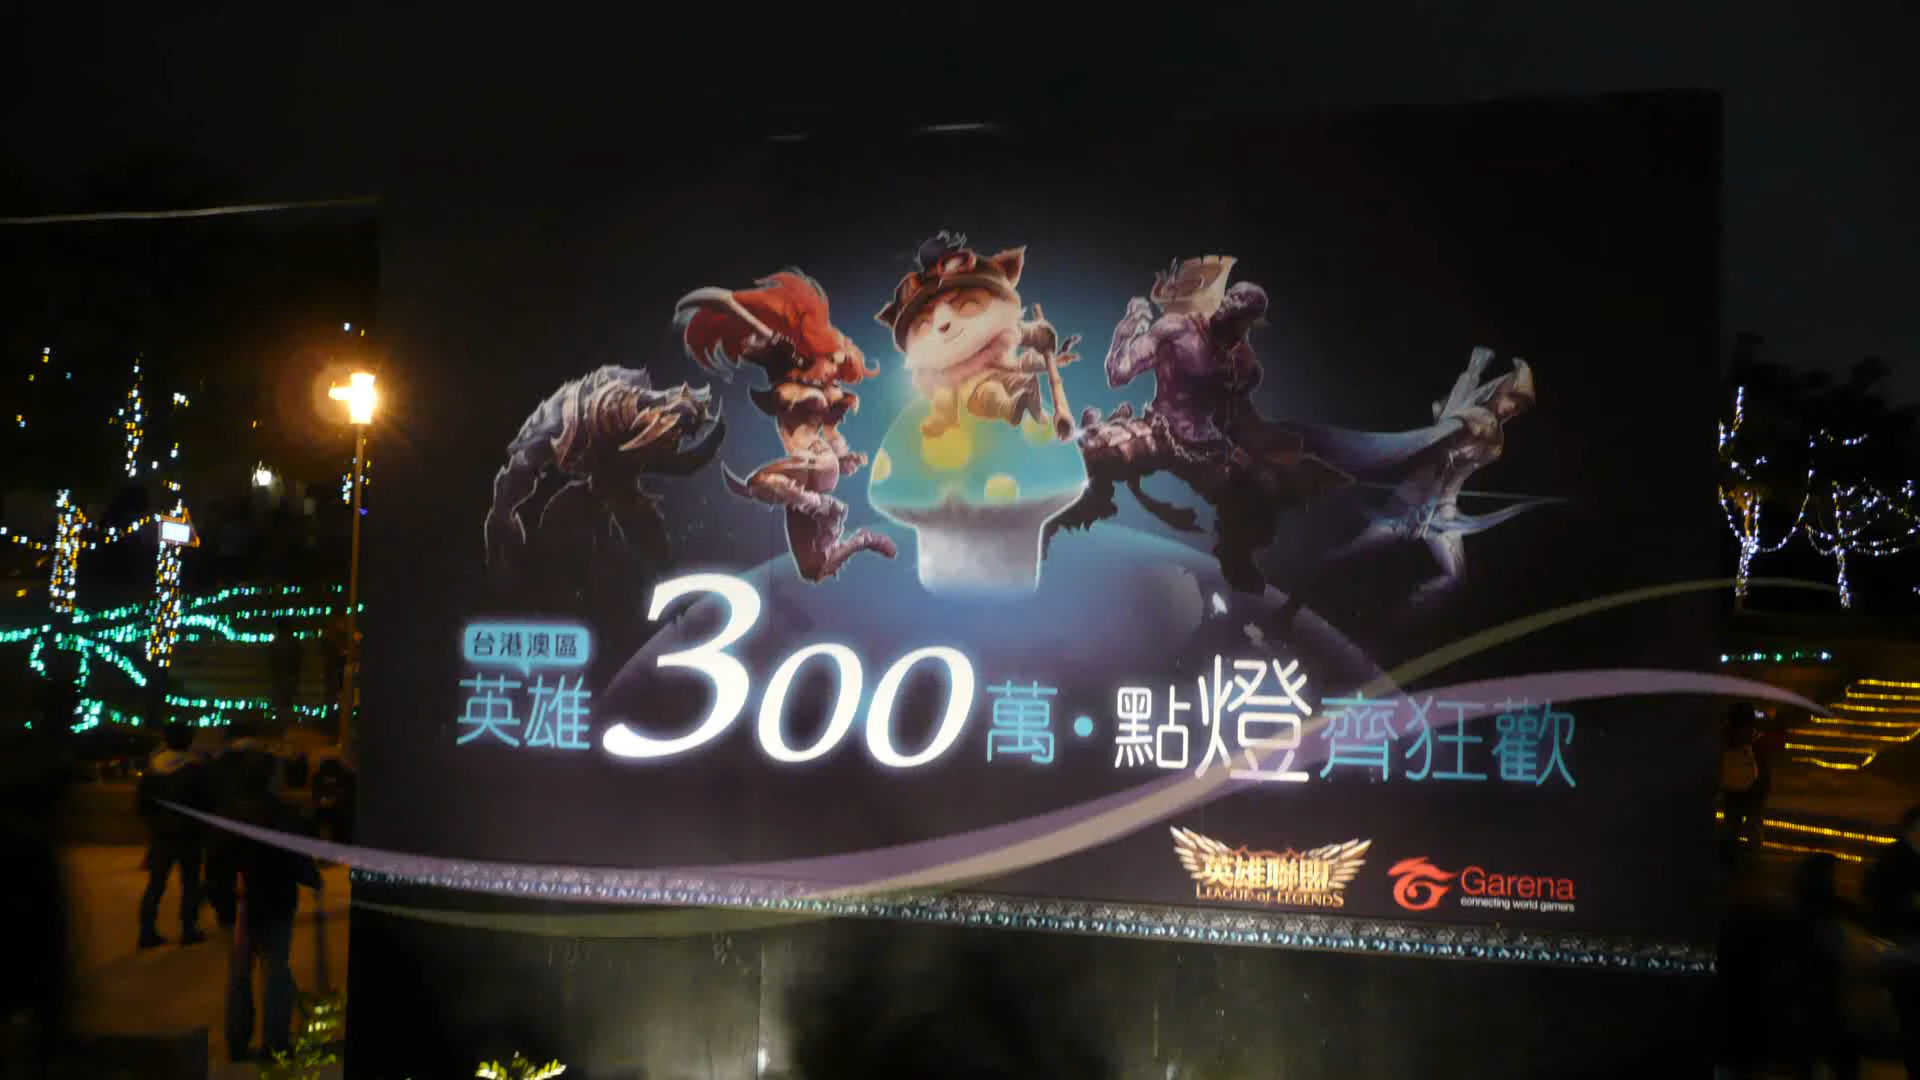 台港澳區
英雄300萬·點燈齊狂歡
英雄聯盟
LEAGUE of LEGENDS
Garena
connecting world gamers